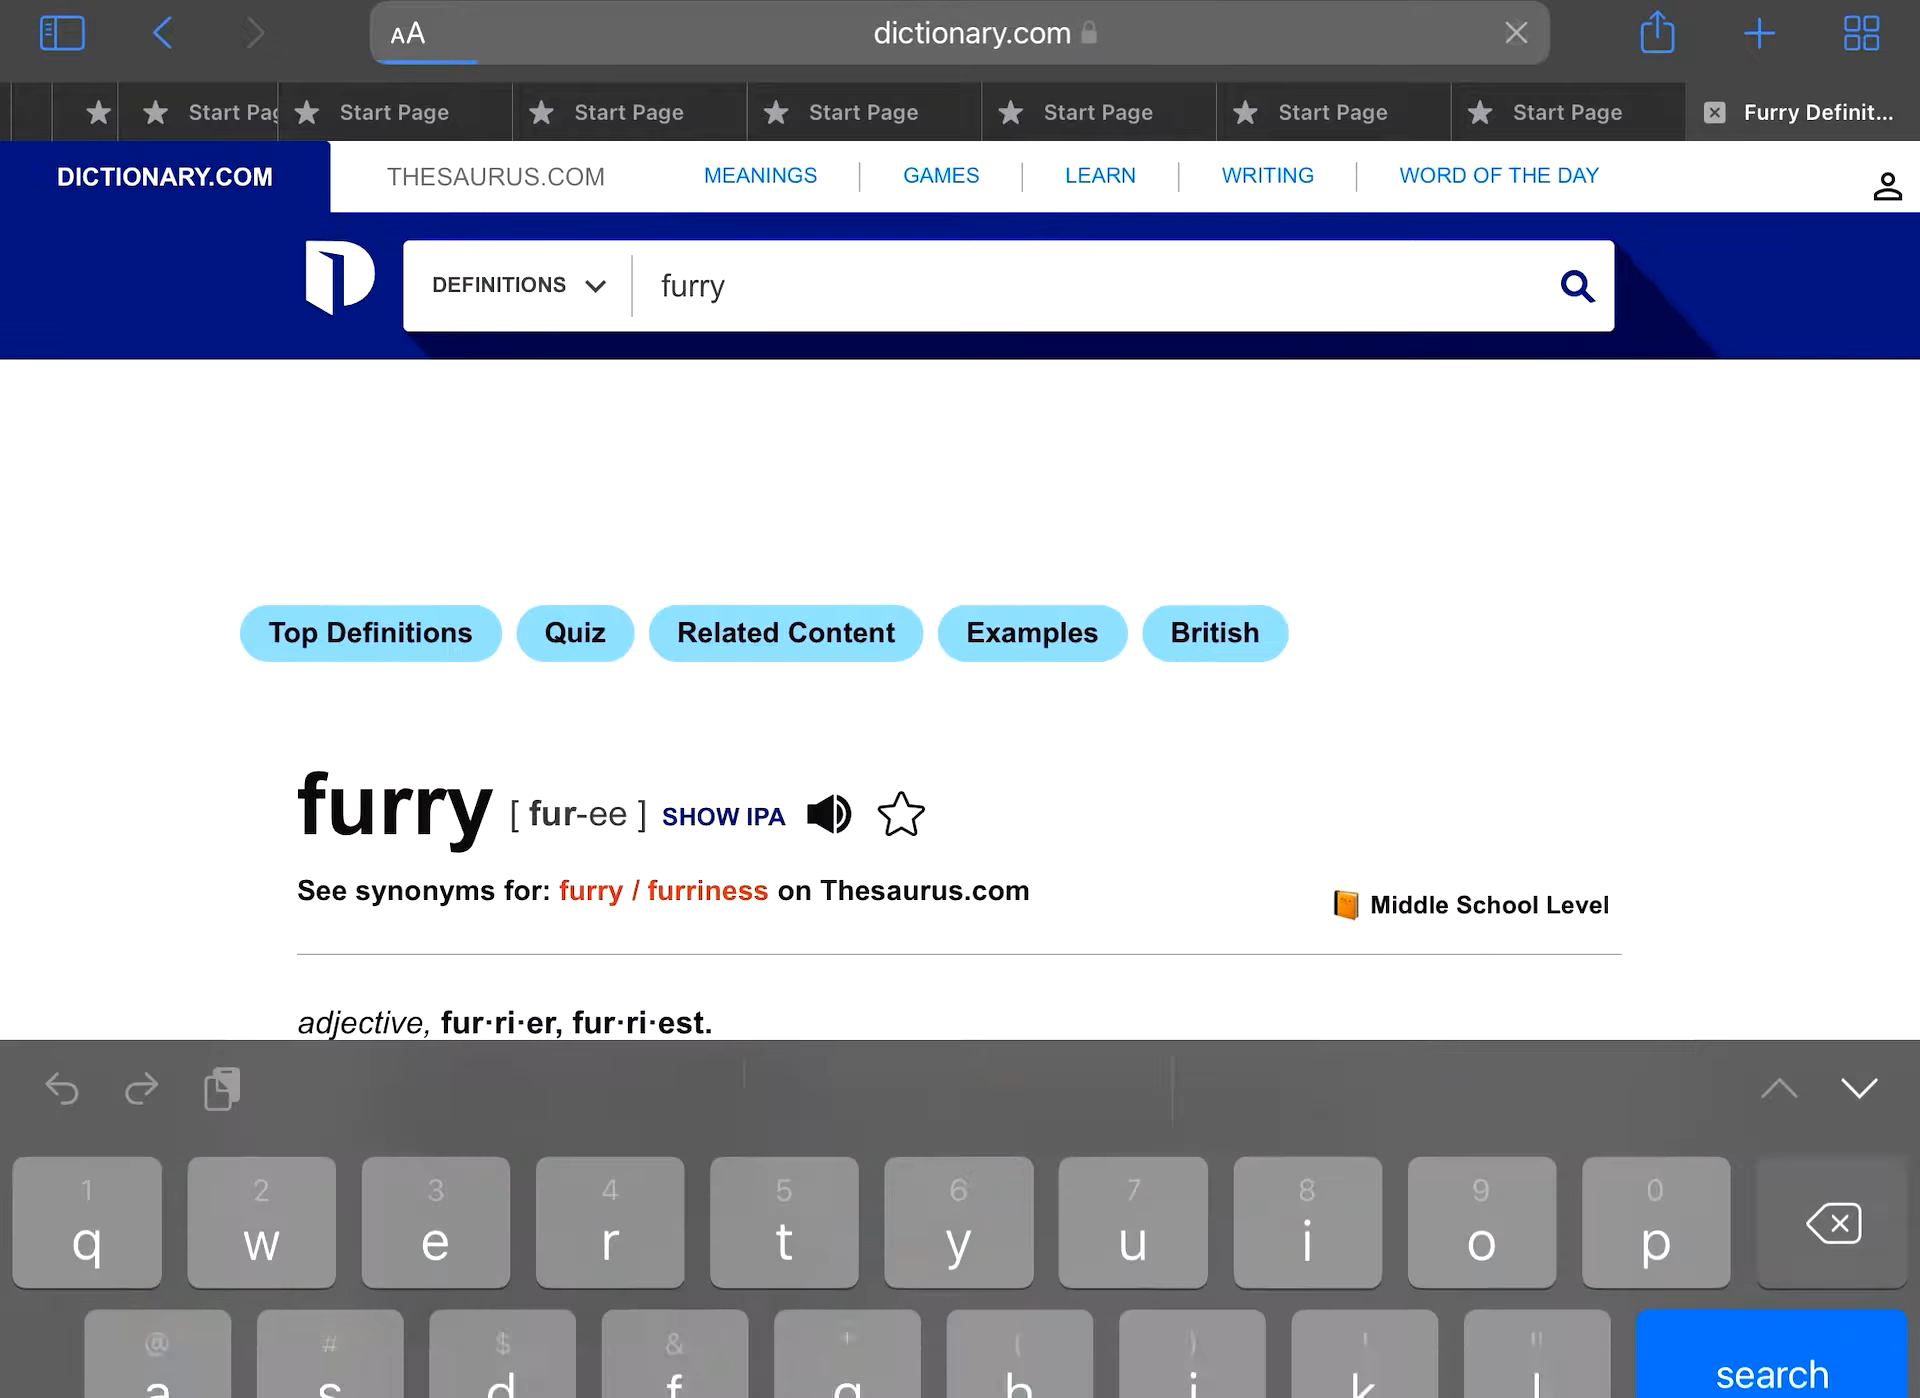 AA dictionary.com
Start Pag Start Page Start Page Start Page Start Page Start Page Start Page Furry Definit...
DICTIONARY.COM THESAURUS.COM MEANINGS GAMES LEARN WRITING WORD OF THE DAY
DEFINITIONS furry
Top Definitions Quiz Related Content Examples British
furry [ fur-ee ] SHOW IPA
See synonyms for: furry / furriness on Thesaurus.com
Middle School Level
adjective, fur·ri·er, fur·ri·est.
1 2 3 4 5 6 7 8 9 0
q w e r t y u i o p
@ # $ & * ( ) ! "
a s d f g h j k l search